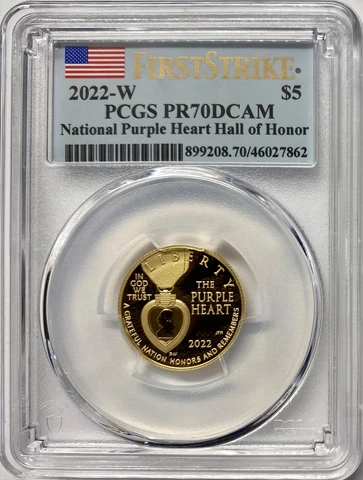 FIRSTSTRIKE®
2022-W $5
PCGS PR70DCAM
National Purple Heart Hall of Honor
899208.70/46027862
LIBERTY
IN GOD WE TRUST
THE PURPLE HEART
2022
A GRATEFUL NATION HONORS AND REMEMBERS